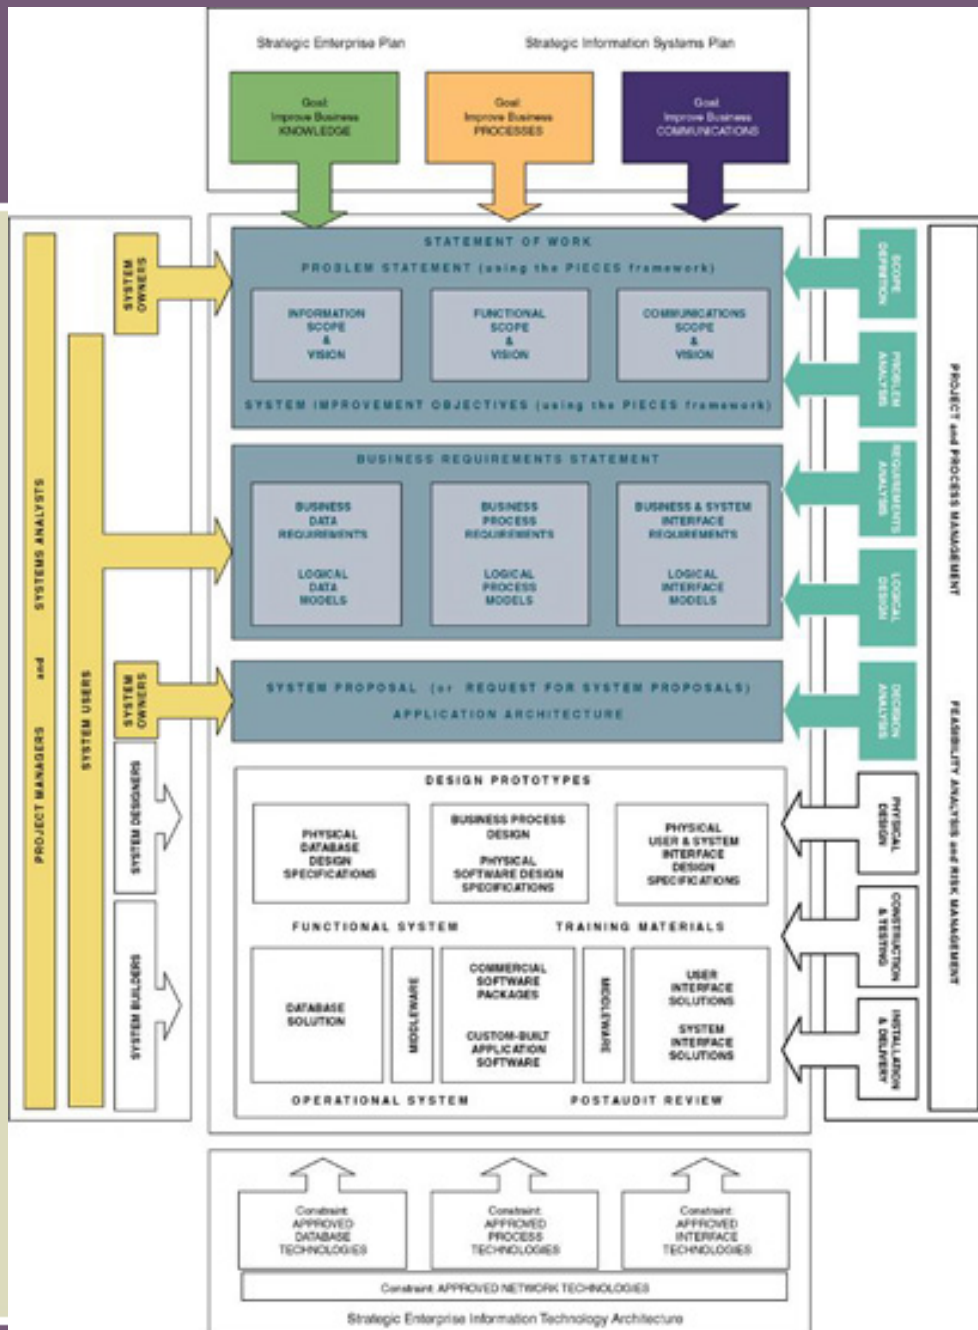 Strategic Enterprise Plan
Strategic Information Systems Plan
Goal:
Improve Business
KNOWLEDGE
Goal:
Improve Business
PROCESSES
Goal:
Improve Business
COMMUNICATIONS
PROJECT MANAGERS and SYSTEMS ANALYSTS
SYSTEM USERS
SYSTEM
OWNERS
SYSTEM
OWNERS
SYSTEM DESIGNERS
SYSTEM BUILDERS
STATEMENT OF WORK
PROBLEM STATEMENT (using the PIECES framework)
INFORMATION
SCOPE
&
VISION
FUNCTIONAL
SCOPE
&
VISION
COMMUNICATIONS
SCOPE
&
VISION
SYSTEM IMPROVEMENT OBJECTIVES (using the PIECES framework)
BUSINESS REQUIREMENTS STATEMENT
BUSINESS
DATA
REQUIREMENTS
LOGICAL
DATA
MODELS
BUSINESS
PROCESS
REQUIREMENTS
LOGICAL
PROCESS
MODELS
BUSINESS & SYSTEM
INTERFACE
REQUIREMENTS
LOGICAL
INTERFACE
MODELS
SYSTEM PROPOSAL (or REQUEST FOR SYSTEM PROPOSALS)
APPLICATION ARCHITECTURE
DESIGN PROTOTYPES
PHYSICAL
DATABASE
DESIGN
SPECIFICATIONS
BUSINESS PROCESS
DESIGN
PHYSICAL
SOFTWARE DESIGN
SPECIFICATIONS
PHYSICAL
USER & SYSTEM
INTERFACE
DESIGN
SPECIFICATIONS
FUNCTIONAL SYSTEM
TRAINING MATERIALS
DATABASE
SOLUTION
MIDDLEWARE
COMMERCIAL
SOFTWARE
PACKAGES
CUSTOM-BUILT
APPLICATION
SOFTWARE
MIDDLEWARE
USER
INTERFACE
SOLUTIONS
SYSTEM
INTERFACE
SOLUTIONS
OPERATIONAL SYSTEM
POSTAUDIT REVIEW
SCOPE
DEFINITION
PROBLEM
ANALYSIS
REQUIREMENTS
ANALYSIS
LOGICAL
DESIGN
DECISION
ANALYSIS
PHYSICAL
DESIGN
CONSTRUCTION
& TESTING
INSTALLATION
& DELIVERY
PROJECT and PROCESS MANAGEMENT
FEASIBILITY ANALYSIS and RISK MANAGEMENT
Constraint:
APPROVED
DATABASE
TECHNOLOGIES
Constraint:
APPROVED
PROCESS
TECHNOLOGIES
Constraint:
APPROVED
INTERFACE
TECHNOLOGIES
Constraint: APPROVED NETWORK TECHNOLOGIES
Strategic Enterprise Information Technology Architecture